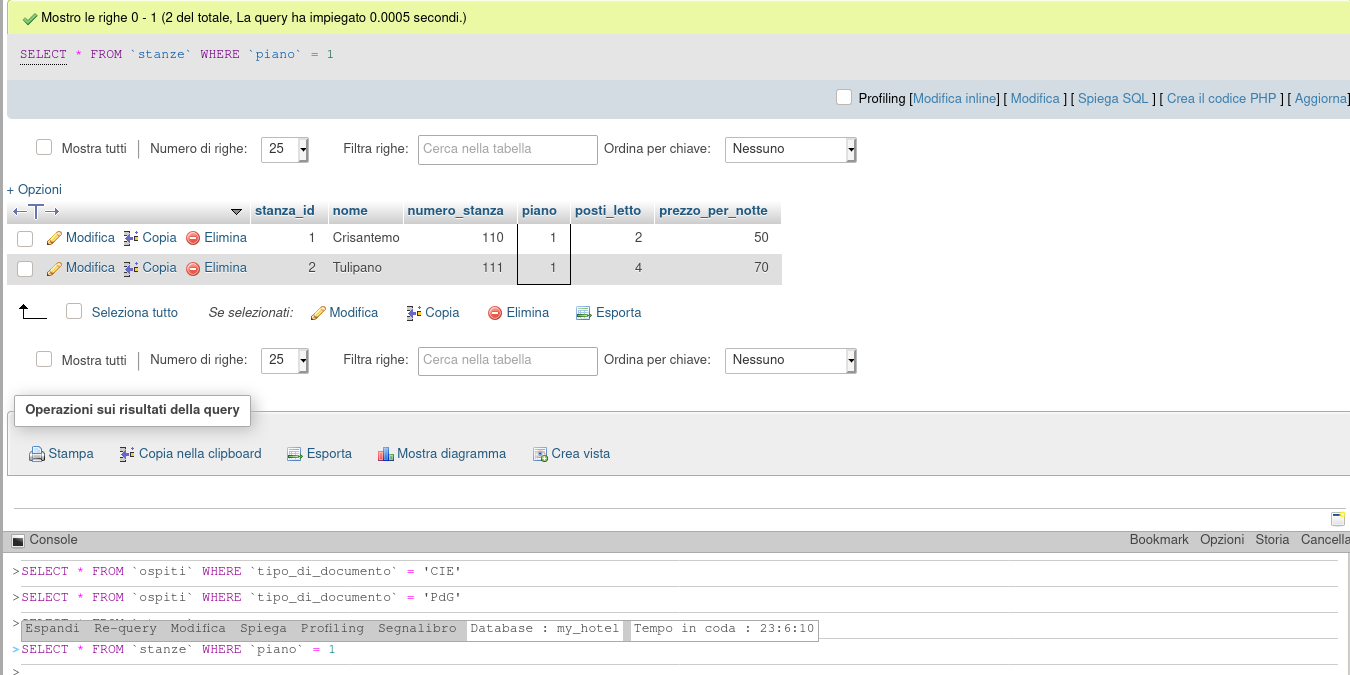 Mostro le righe 0 - 1 (2 del totale, La query ha impiegato 0.0005 secondi.)
SELECT * FROM `stanze` WHERE `piano` = 1
Profiling [Modifica inline] [ Modifica ] [ Spiega SQL ] [ Crea il codice PHP ] [ Aggiorna]
Mostra tutti Numero di righe: 25 Filtra righe: Cerca nella tabella Ordina per chiave: Nessuno
+ Opzioni
←T→ stanza_id nome numero_stanza piano posti_letto prezzo_per_notte
Modifica Copia Elimina 1 Crisantemo 110 1 2 50
Modifica Copia Elimina 2 Tulipano 111 1 4 70
Seleziona tutto Se selezionati: Modifica Copia Elimina Esporta
Mostra tutti Numero di righe: 25 Filtra righe: Cerca nella tabella Ordina per chiave: Nessuno
Operazioni sui risultati della query
Stampa Copia nella clipboard Esporta Mostra diagramma Crea vista
Console Bookmark Opzioni Storia Cancella
>SELECT * FROM `ospiti` WHERE `tipo_di_documento` = 'CIE'
>SELECT * FROM `ospiti` WHERE `tipo_di_documento` = 'PdG'
>
Espandi Re-query Modifica Spiega Profiling Segnalibro Database : my_hotel Tempo in coda : 23:6:10
>SELECT * FROM `stanze` WHERE `piano` = 1
>